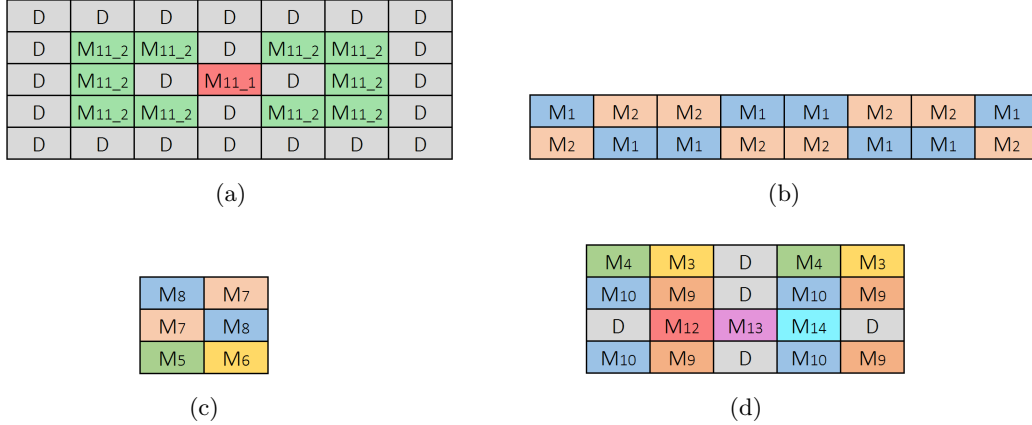 D D D D D D D
D M11_2 M11_2 D M11_2 M11_2 D
D M11_2 D M11_1 D M11_2 D
D M11_2 M11_2 D M11_2 M11_2 D
D D D D D D D
(a)
M1 M2 M2 M1 M1 M2 M2 M1
M2 M1 M1 M2 M2 M1 M1 M2
(b)
M8 M7
M7 M8
M5 M6
(c)
M4 M3 D M4 M3
M10 M9 D M10 M9
D M12 M13 M14 D
M10 M9 D M10 M9
(d)